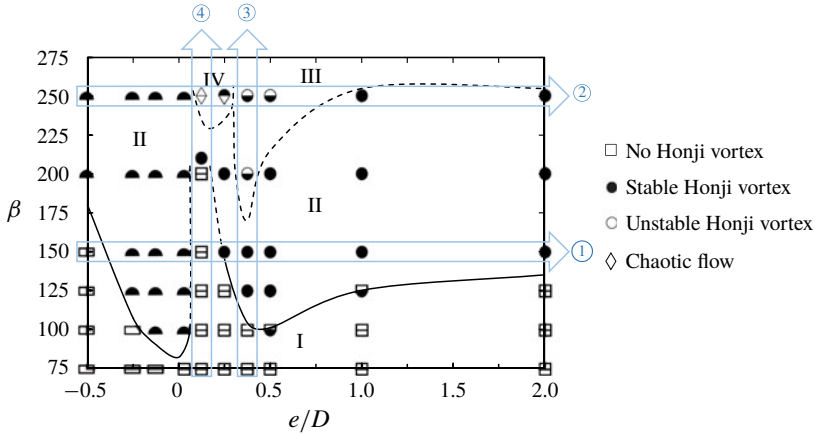 ④ ③
275
III
IV
250 ②
II
No Honji vortex
200 Stable Honji vortex
β 175 II Unstable Honji vortex
150 ① Chaotic flow
125
100 I
75
−0.5 0 0.5 1.0 1.5 2.0
e/D